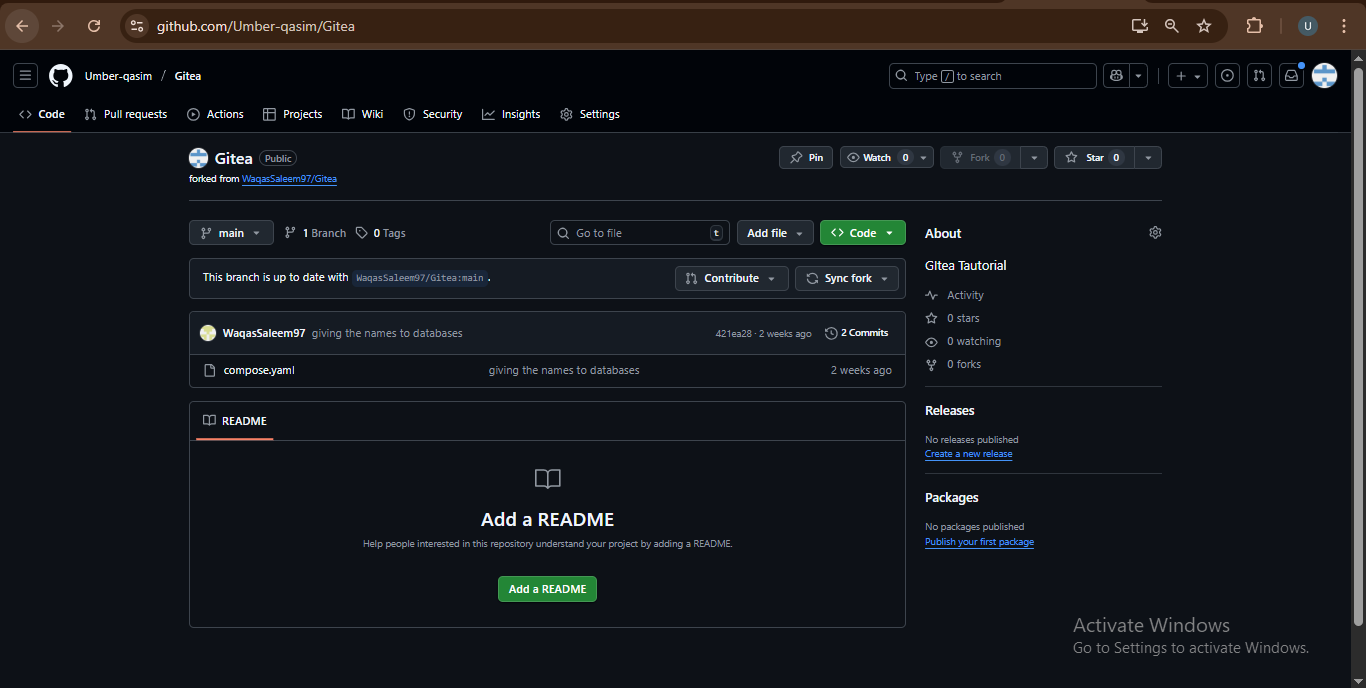 github.com/Umber-qasim/Gitea
U
Umber-qasim / Gitea
Type / to search
Code Pull requests Actions Projects Wiki Security Insights Settings
Gitea Public
Pin Watch 0 Fork 0 Star 0
forked from WaqasSaleem97/Gitea
main 1 Branch 0 Tags Go to file t Add file Code
This branch is up to date with WaqasSaleem97/Gitea:main .
Contribute Sync fork
WaqasSaleem97 giving the names to databases 421ea28 · 2 weeks ago 2 Commits
compose.yaml giving the names to databases 2 weeks ago
README
Add a README
Help people interested in this repository understand your project by adding a README.
Add a README
About
GItea Tautorial
Activity
0 stars
0 watching
0 forks
Releases
No releases published
Create a new release
Packages
No packages published
Publish your first package
Activate Windows
Go to Settings to activate Windows.